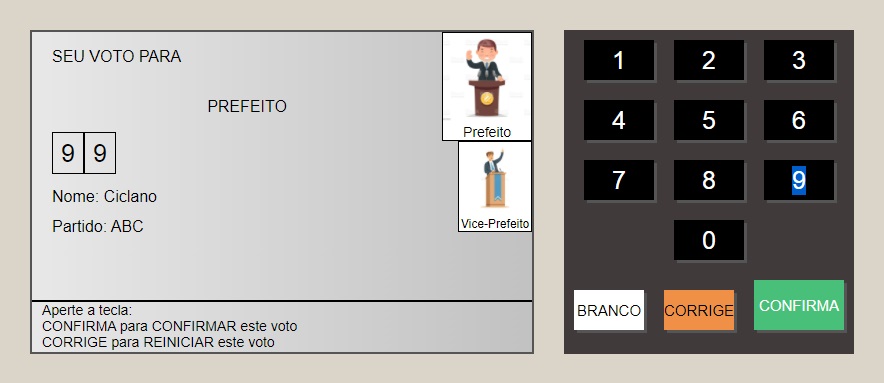 SEU VOTO PARA
PREFEITO
9 9
Nome: Ciclano
Partido: ABC
Prefeito
Vice-Prefeito
Aperte a tecla:
CONFIRMA para CONFIRMAR este voto
CORRIGE para REINICIAR este voto
1 2 3
4 5 6
7 8 9
0
BRANCO CORRIGE CONFIRMA